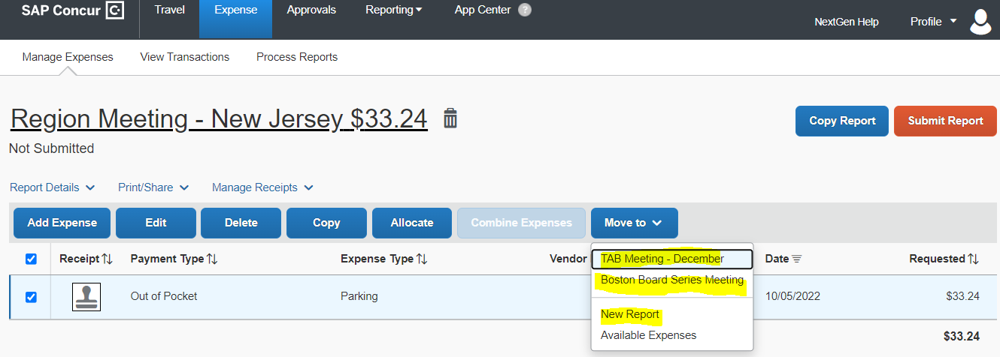 SAP Concur C
Travel Expense Approvals Reporting App Center ?
NextGen Help Profile
Manage Expenses View Transactions Process Reports
Region Meeting - New Jersey $33.24
Copy Report Submit Report
Not Submitted
Report Details Print/Share Manage Receipts
Add Expense Edit Delete Copy Allocate Combine Expenses Move to
Receipt Payment Type Expense Type Vendor Date Requested
TAB Meeting - December
Boston Board Series Meeting
New Report
Available Expenses
Out of Pocket Parking 10/05/2022 $33.24
$33.24